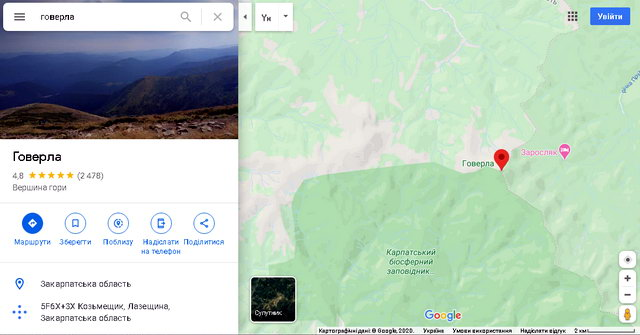 говерла
Үн
Увійти
Говерла
4,8 (2 478)
Вершина гори
Маршрути
Зберегти
Поблизу
Надіслати на телефон
Поділитися
Закарпатська область
5F6X+3X Козьмещик, Лазещина,
Закарпатська область
Говерла
Заросляк
Карпатський
біосферний
заповідник...
Супутник
Google
Картографічні дані © Google, 2020. Україна Умови використання Надіслати відгук 2 км